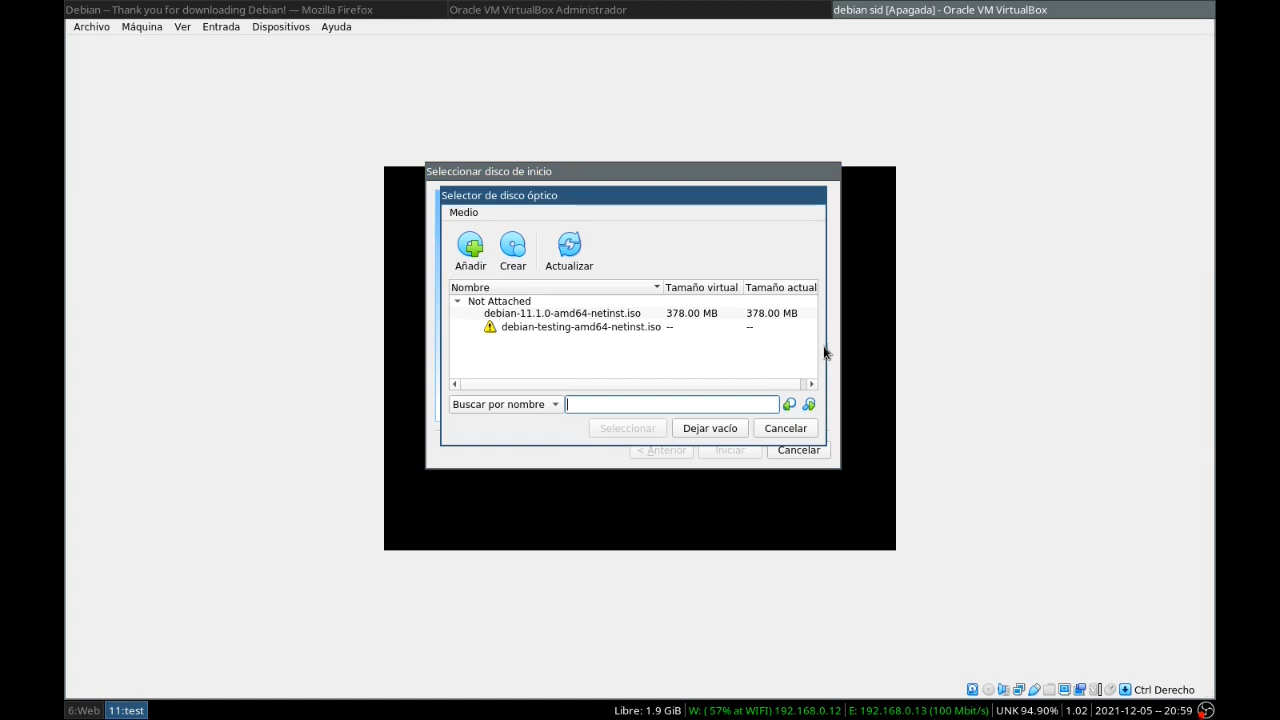 Debian -- Thank you for downloading Debian! — Mozilla Firefox
Oracle VM VirtualBox Administrador
debian sid [Apagada] - Oracle VM VirtualBox
Archivo Máquina Ver Entrada Dispositivos Ayuda
Seleccionar disco de inicio
Selector de disco óptico
Medio
Añadir Crear Actualizar
Nombre Tamaño virtual Tamaño actual
Not Attached
debian-11.1.0-amd64-netinst.iso 378.00 MB 378.00 MB
debian-testing-amd64-netinst.iso -- --
Buscar por nombre
Seleccionar Dejar vacío Cancelar
< Anterior Iniciar Cancelar
Ctrl Derecho
6:Web 11:test Libre: 1.9 GiB W: ( 57% at WIFI) 192.168.0.12 E: 192.168.0.13 (100 Mbit/s) UNK 94.90% 1.02 2021-12-05 -- 20:59